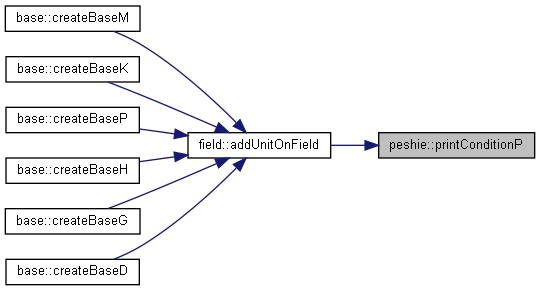 base::createBaseM
base::createBaseK
base::createBaseP
field::addUnitOnField
peshie::printConditionP
base::createBaseH
base::createBaseG
base::createBaseD